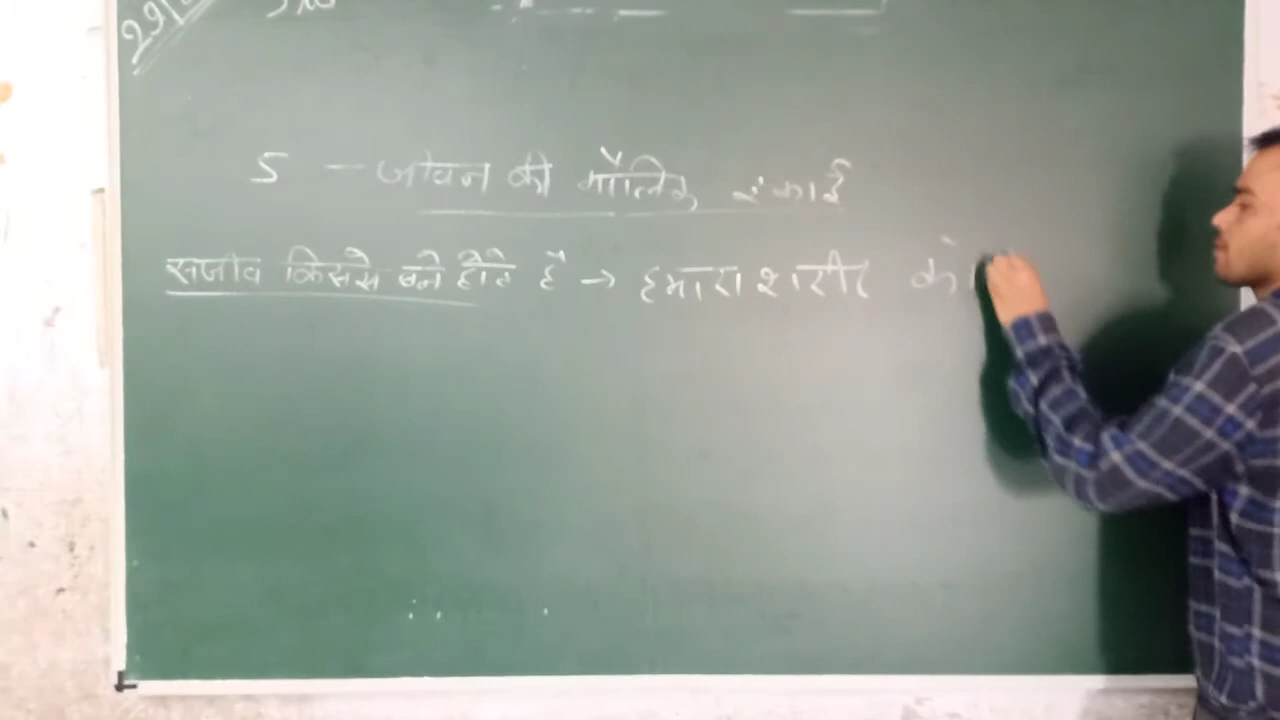 5 - जीवन की मौलिक इकाई
सजीव किससे बने होते हैं → हमारा शरीर को